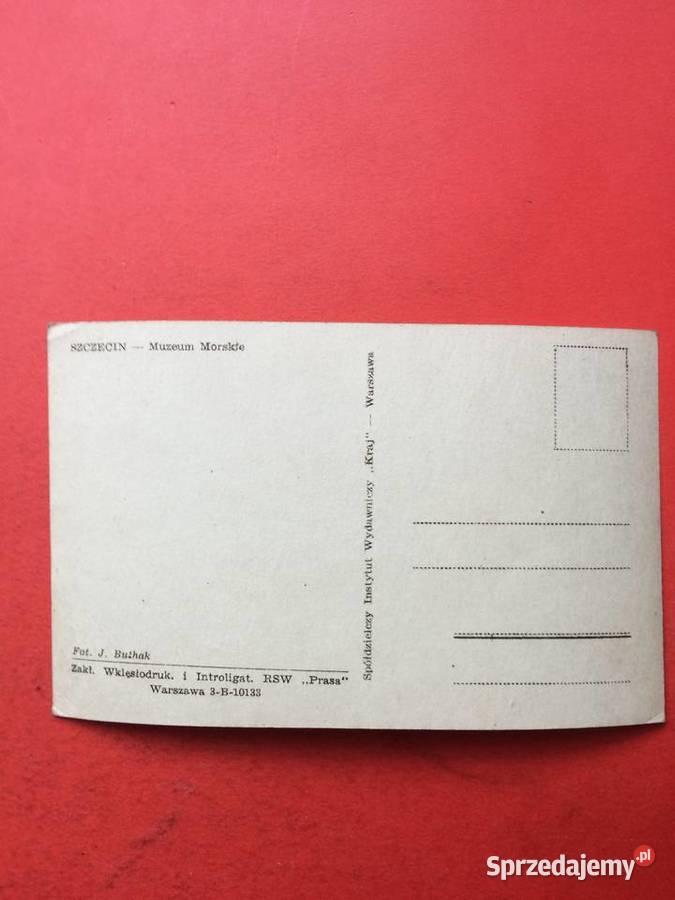 SZCZECIN — Muzeum Morskie
Fot. J. Bułhak
Zakł. Wklęsłodruk. i Introligat. RSW „Prasa"
Warszawa 3-B-10133
Spółdzielczy Instytut Wydawniczy „Kraj" — Warszawa
Sprzedajemy.pl